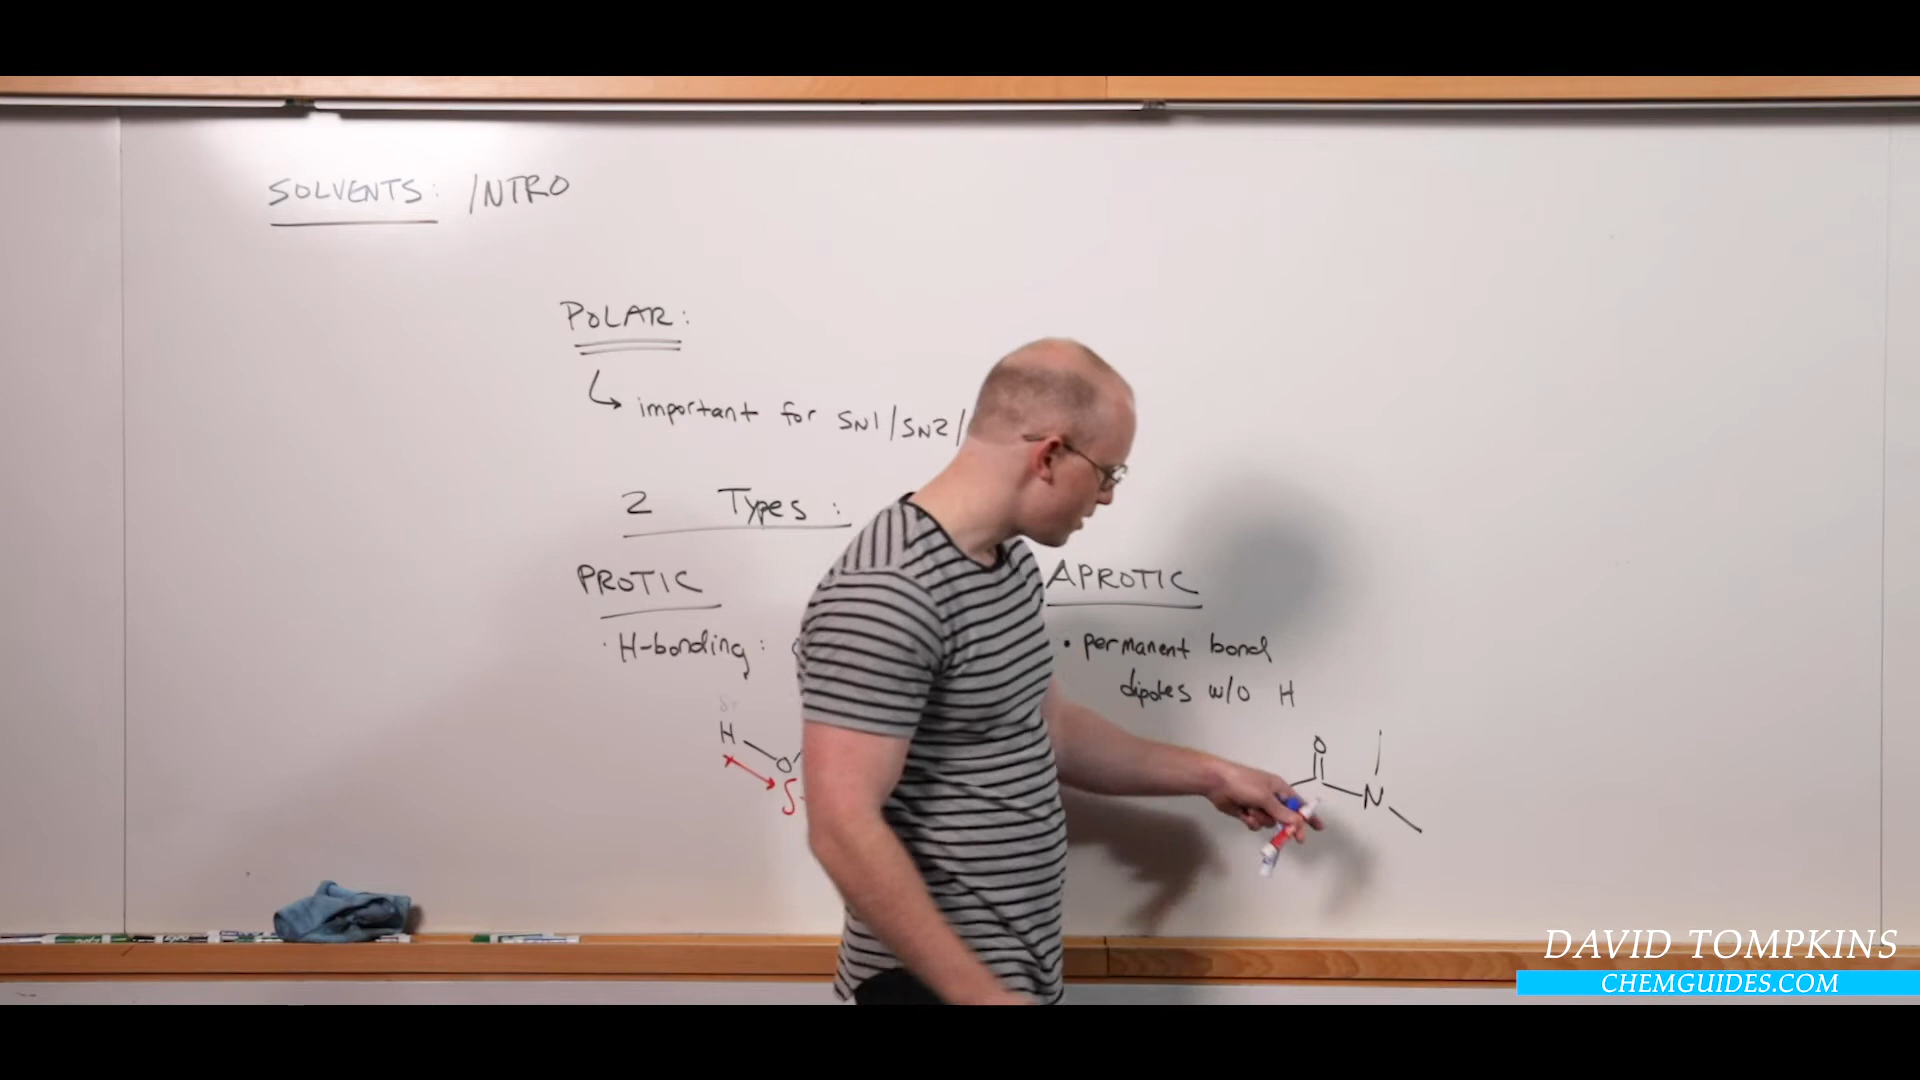 SOLVENTS: INTRO
POLAR:
important for SN1/SN2/
2 Types:
PROTIC
APROTIC
· H-bonding:
• permanent bond
dipoles w/o H
δ+
H
O
δ-
O
N
DAVID TOMPKINS
CHEMGUIDES.COM